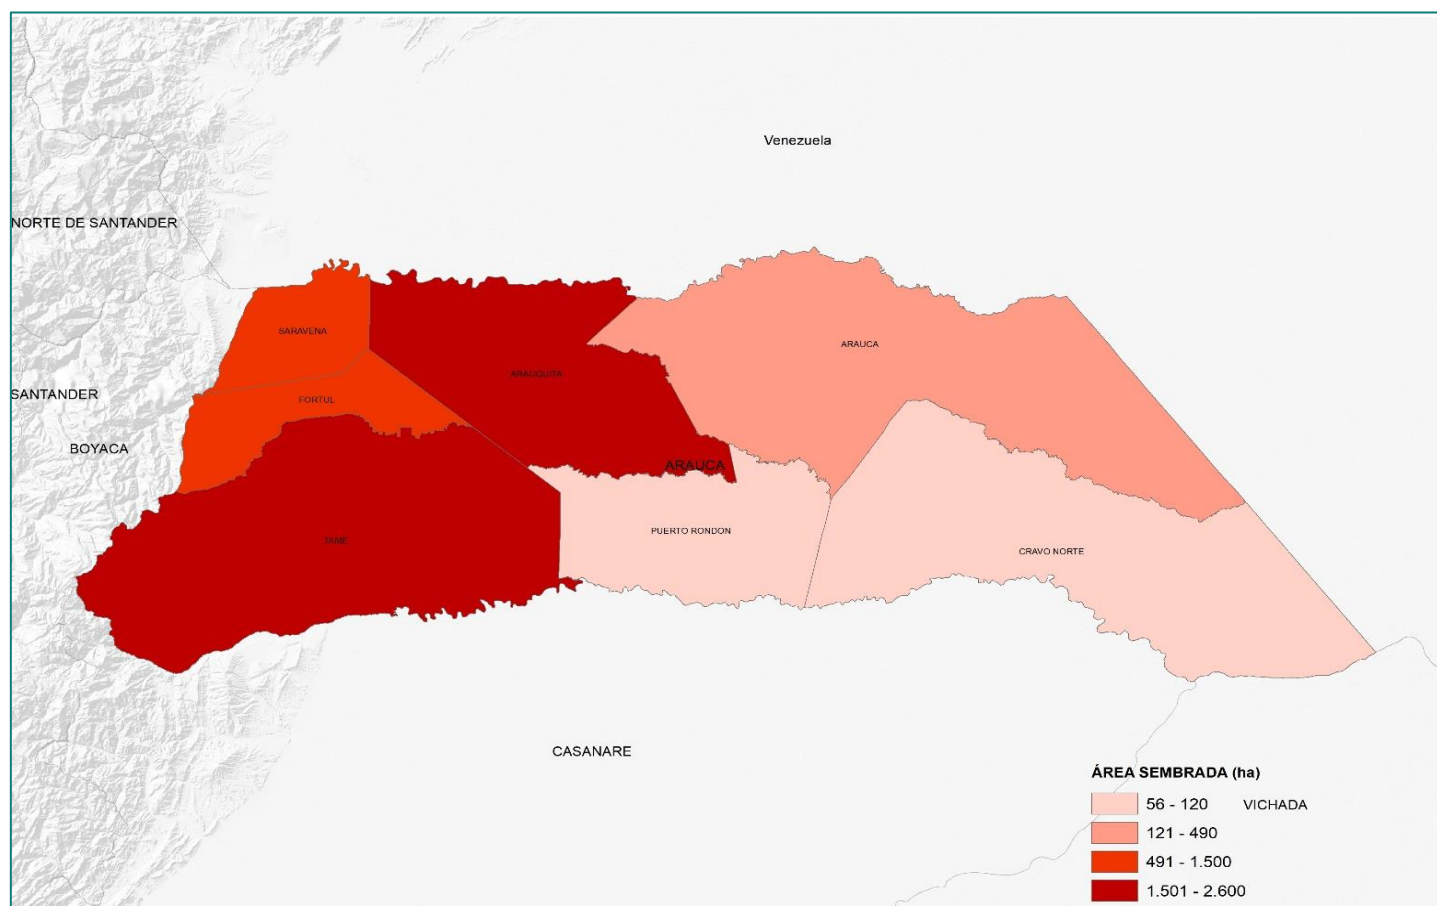 Venezuela
NORTE DE SANTANDER
SARAVENA
ARAUCA
ARAUQUITA
SANTANDER
FORTUL
BOYACA
ARAUCA
PUERTO RONDON
TAME
CRAVO NORTE
CASANARE
ÁREA SEMBRADA (ha)
56 - 120
VICHADA
121 - 490
491 - 1.500
1.501 - 2.600